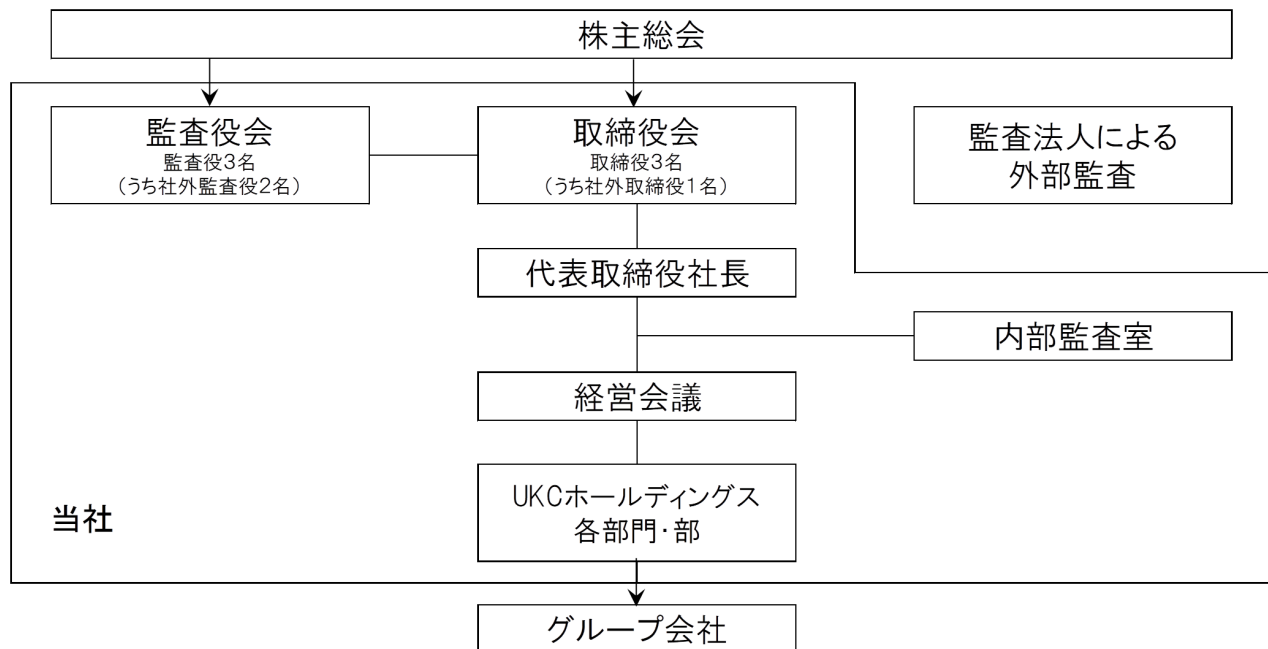 株主総会
監査役会
監査役3名
（うち社外監査役2名）
取締役会
取締役3名
（うち社外取締役1名）
監査法人による
外部監査
代表取締役社長
内部監査室
経営会議
UKCホールディングス
各部門・部
当社
グループ会社